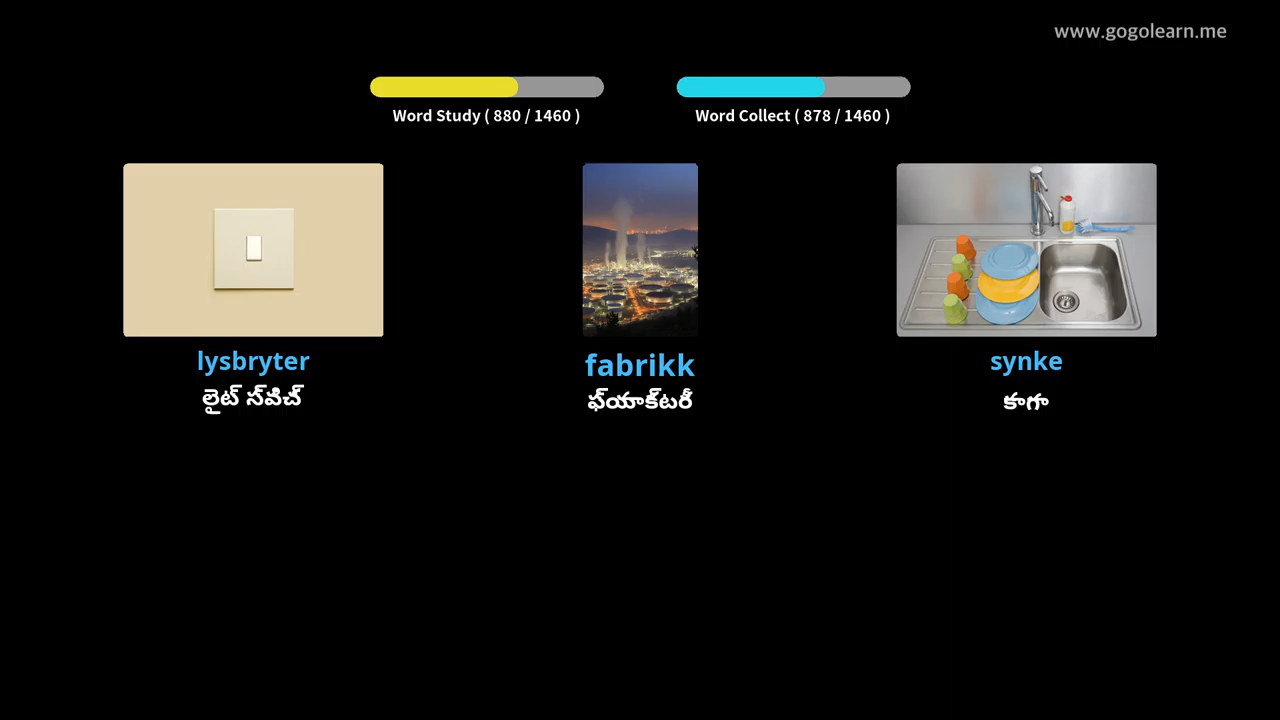 www.gogolearn.me
Word Study ( 880 / 1460 )
Word Collect ( 878 / 1460 )
lysbryter
లైట్ స్‌విచ్
fabrikk
ఫ్‌యాక్‌టరీ
synke
కాగా